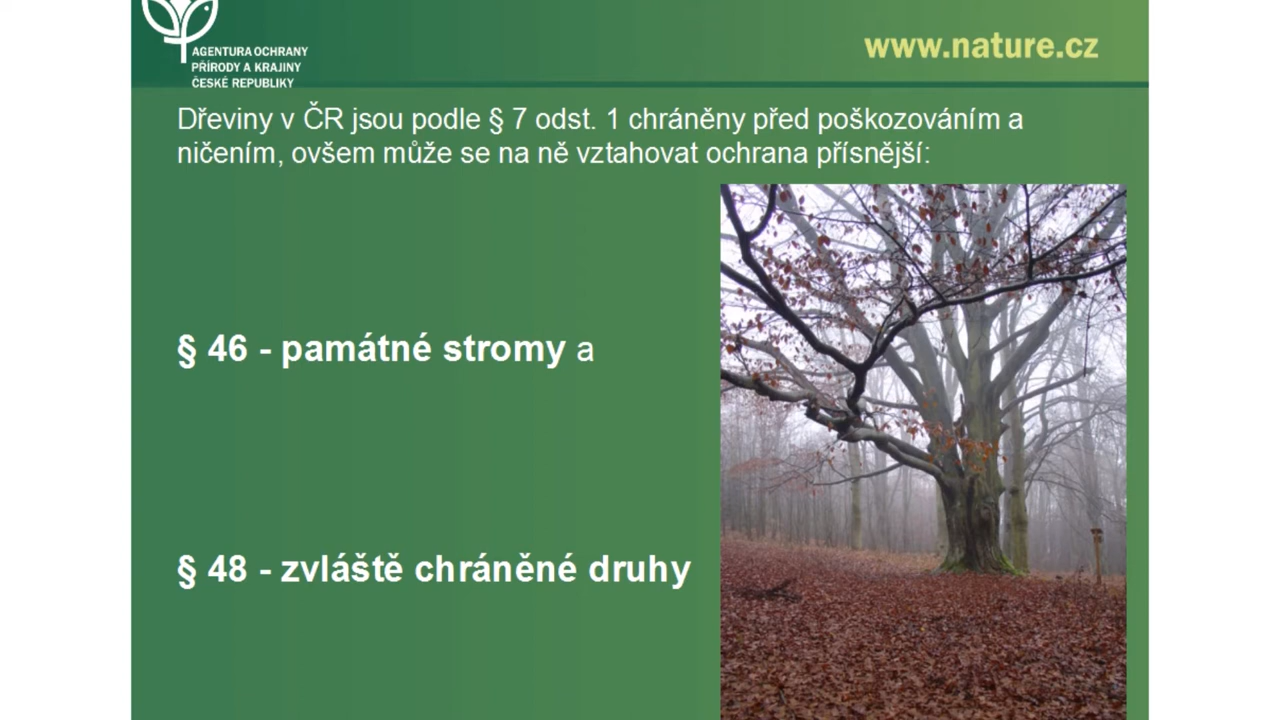 AGENTURA OCHRANY
PŘÍRODY A KRAJINY
ČESKÉ REPUBLIKY
www.nature.cz
Dřeviny v ČR jsou podle § 7 odst. 1 chráněny před poškozováním a
ničením, ovšem může se na ně vztahovat ochrana přísnější:
§ 46 - památné stromy a
§ 48 - zvláště chráněné druhy